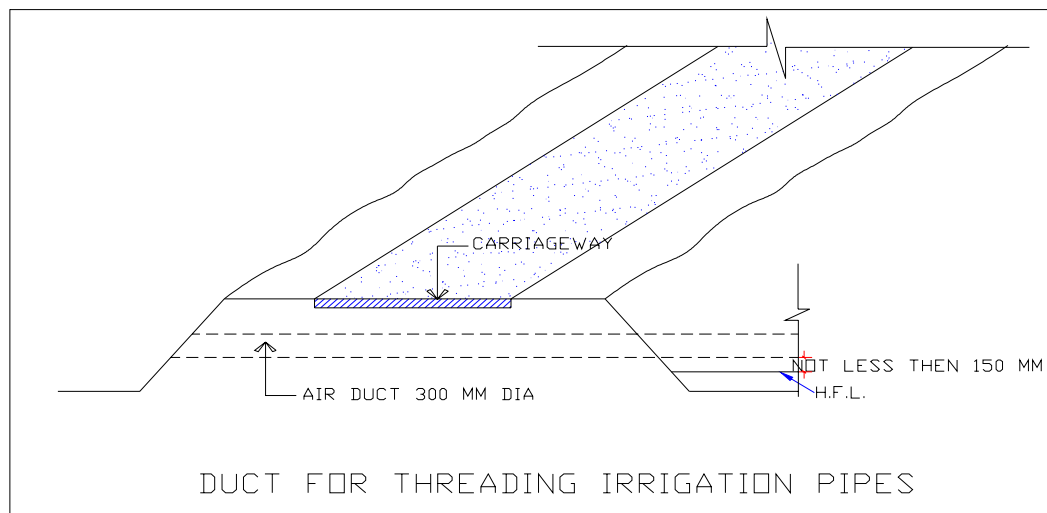 CARRIAGEWAY
NOT LESS THEN 150 MM
AIR DUCT 300 MM DIA
H.F.L.
DUCT FOR THREADING IRRIGATION PIPES